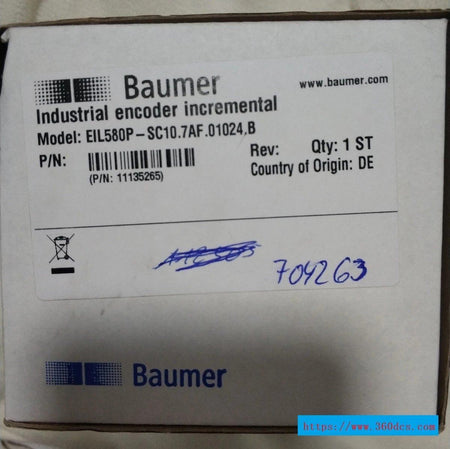 Baumer
www.baumer.com
Industrial encoder incremental
Model: EIL580P-SC10.7AF.01024.B
P/N:
(P/N: 11135265)
Rev: Qty: 1 ST
Country of Origin: DE
704263
Baumer
https://www.360dcs.com